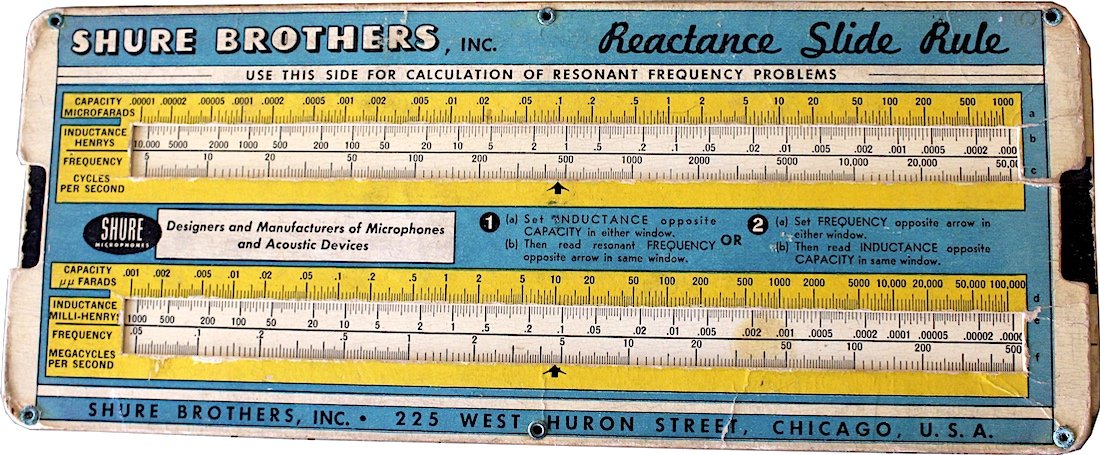 SHURE BROTHERS, INC. Reactance Slide Rule
USE THIS SIDE FOR CALCULATION OF RESONANT FREQUENCY PROBLEMS
CAPACITY MICROFARADS .00001 .00002 .00005 .0001 .0002 .0005 .001 .002 .005 .01 .02 .05 .1 .2 .5 1 2 5 10 20 50 100 200 500 1000 a
INDUCTANCE HENRYS 10,000 5000 2000 1000 500 200 100 50 20 10 5 2 1 .5 .2 .1 .05 .02 .01 .005 .002 .001 .0005 .0002 .000 b
FREQUENCY 5 10 20 50 100 200 500 1000 2000 5000 10,000 20,000 50,0 c
CYCLES PER SECOND
SHURE MICROPHONES
Designers and Manufacturers of Microphones
and Acoustic Devices
1 (a) Set INDUCTANCE opposite
CAPACITY in either window.
(b) Then read resonant FREQUENCY
opposite arrow in same window.
OR
2 (a) Set FREQUENCY opposite arrow in
either window.
(b) Then read INDUCTANCE opposite
CAPACITY in same window.
CAPACITY μμ FARADS .001 .002 .005 .01 .02 .05 .1 .2 .5 1 2 5 10 20 50 100 200 500 1000 2000 5000 10,000 20,000 50,000 100,000 d
INDUCTANCE MILLI-HENRY 1000 500 200 100 50 20 10 5 2 1 .5 .2 .1 .05 .02 .01 .005 .002 .001 .0005 .0002 .0001 .00005 .00002 .000 e
FREQUENCY .05 .1 .2 .5 1 2 5 10 20 50 100 200 500 f
MEGACYCLES PER SECOND
SHURE BROTHERS, INC. • 225 WEST HURON STREET, CHICAGO, U. S. A.